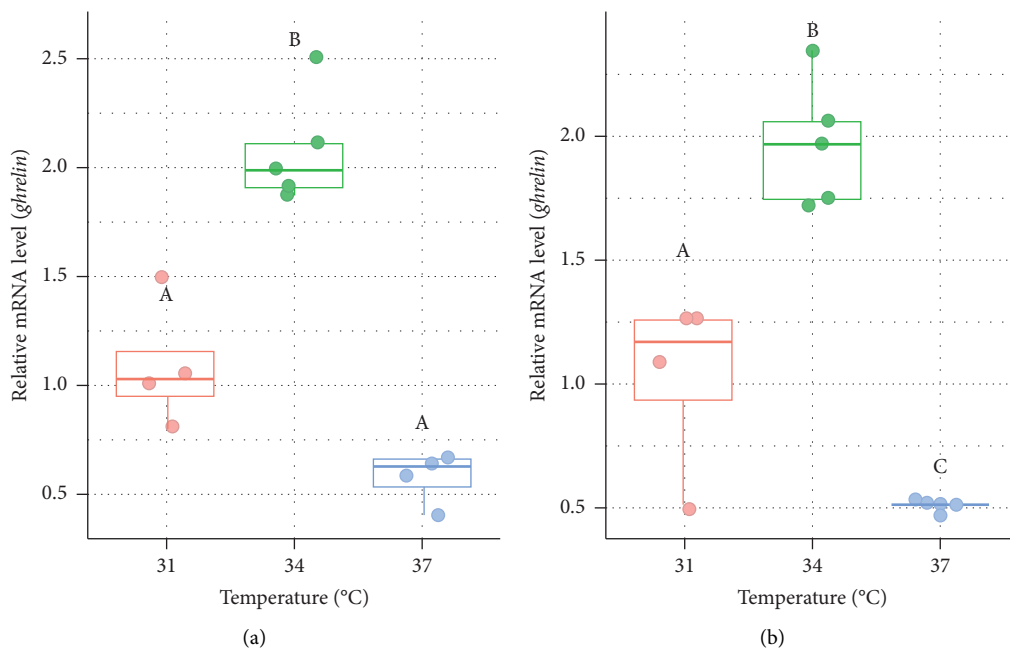 Relative mRNA level (ghrelin)
2.5
2.0
1.5
1.0
0.5
B
A
A
31
34
37
Temperature (°C)
(a)
Relative mRNA level (ghrelin)
2.0
1.5
1.0
0.5
B
A
C
31
34
37
Temperature (°C)
(b)